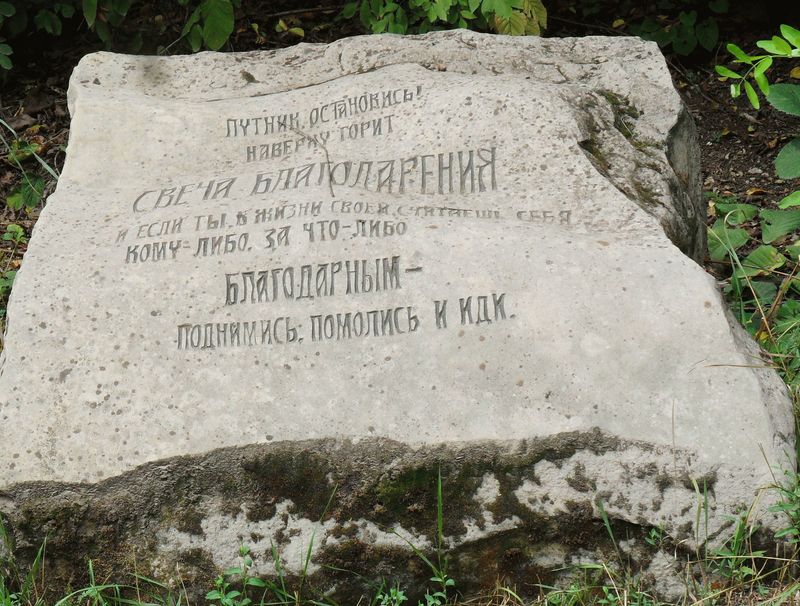 ПУТНИК, ОСТАНОВИСЬ!
НАВЕРХУ ГОРИТ
СВЕЧА БЛАГОДАРЕНИЯ
И ЕСЛИ ТЫ, В ЖИЗНИ СВОЕЙ, СЧИТАЕШЬ СЕБЯ
КОМУ-ЛИБО, ЗА ЧТО-ЛИБО
БЛАГОДАРНЫМ –
ПОДНИМИСЬ, ПОМОЛИСЬ И ИДИ.